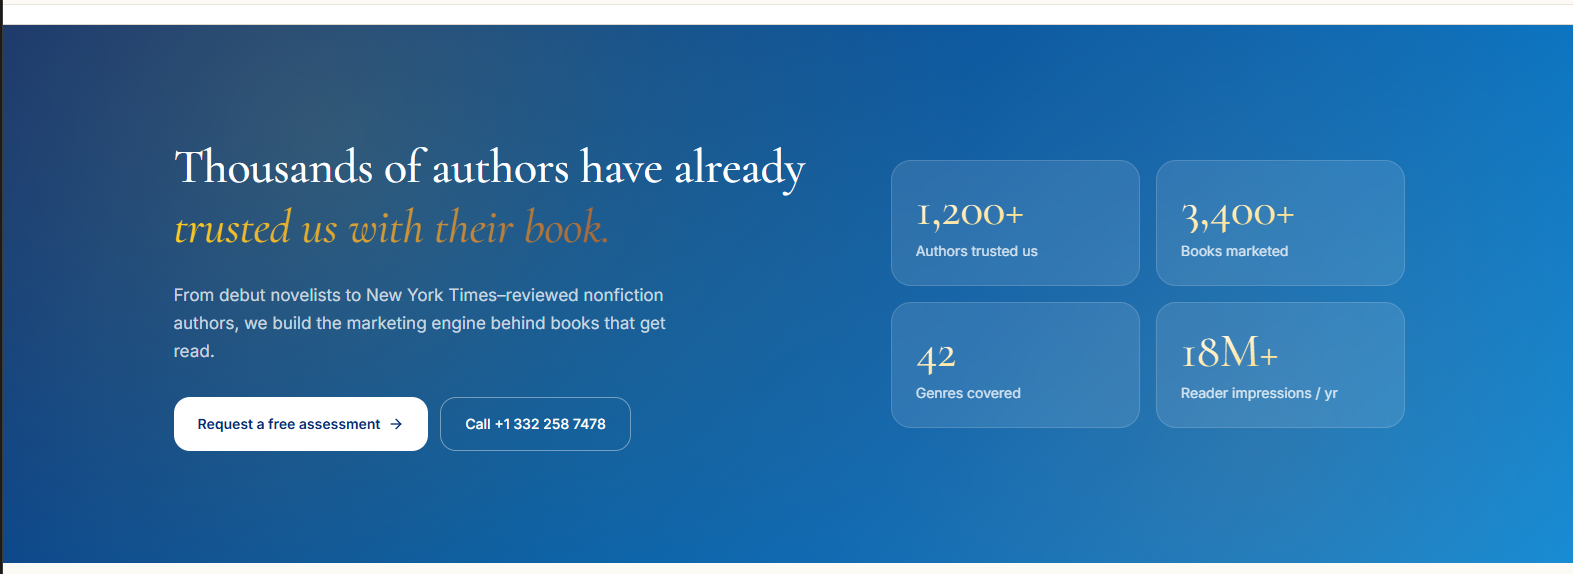 Thousands of authors have already
trusted us with their book.
From debut novelists to New York Times–reviewed nonfiction
authors, we build the marketing engine behind books that get
read.
Request a free assessment →
Call +1 332 258 7478
1,200+
Authors trusted us
3,400+
Books marketed
42
Genres covered
18M+
Reader impressions / yr